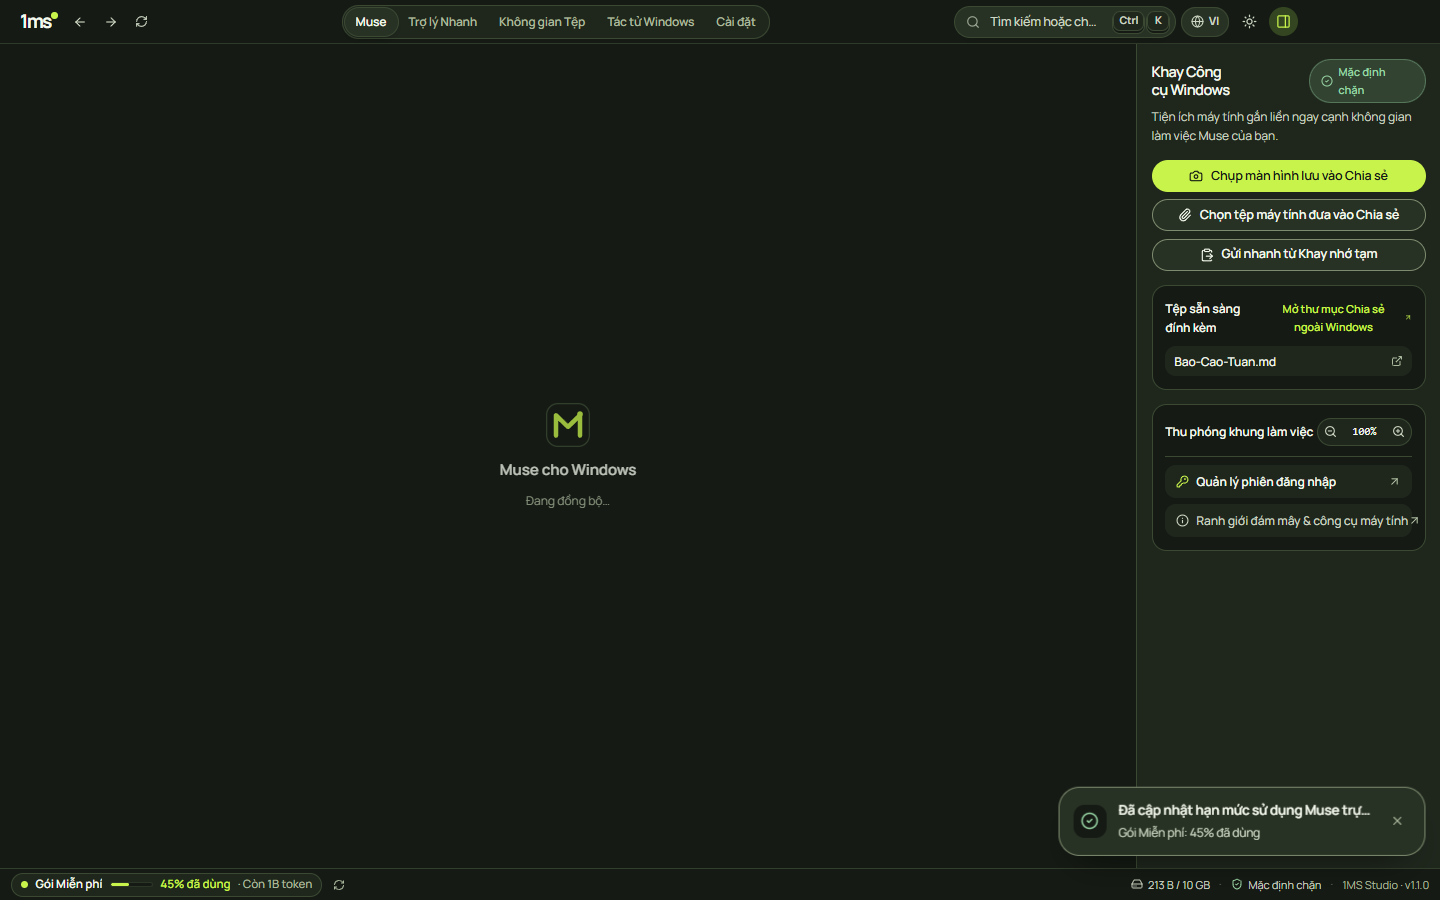 1ms
Muse
Trợ lý Nhanh
Không gian Tệp
Tác tử Windows
Cài đặt
Tìm kiếm hoặc ch...
Ctrl
K
VI
Khay Công
cụ Windows
Mặc định
chặn
Tiện ích máy tính gắn liền ngay cạnh không gian
làm việc Muse của bạn.
Chụp màn hình lưu vào Chia sẻ
Chọn tệp máy tính đưa vào Chia sẻ
Gửi nhanh từ Khay nhớ tạm
Tệp sẵn sàng
đính kèm
Mở thư mục Chia sẻ
ngoài Windows
Bao-Cao-Tuan.md
Thu phóng khung làm việc
100%
Quản lý phiên đăng nhập
Ranh giới đám mây & công cụ máy tính
Muse cho Windows
Đang đồng bộ...
Đã cập nhật hạn mức sử dụng Muse trự...
Gói Miễn phí: 45% đã dùng
Gói Miễn phí
45% đã dùng
· Còn 1B token
213 B / 10 GB
·
Mặc định chặn
·
1MS Studio · v1.1.0